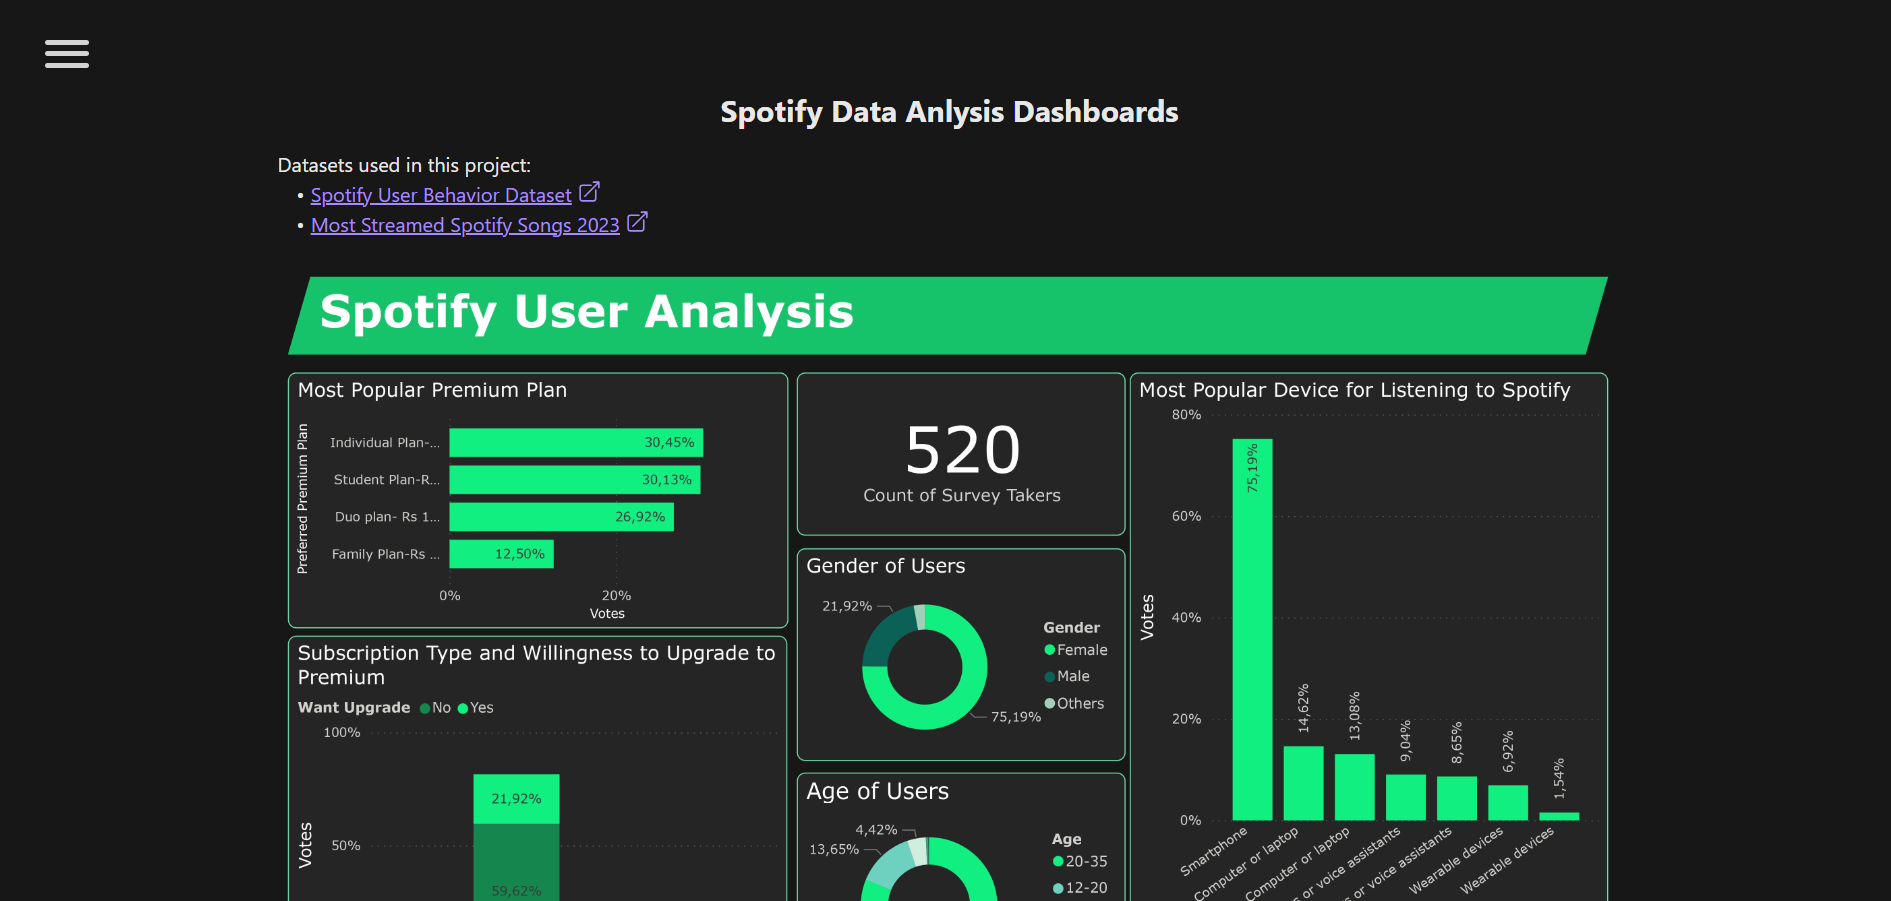 Spotify Data Anlysis Dashboards
Datasets used in this project:
• Spotify User Behavior Dataset
• Most Streamed Spotify Songs 2023
Spotify User Analysis
Most Popular Premium Plan
Preferred Premium Plan
Individual Plan-... 30,45%
Student Plan-R... 30,13%
Duo plan- Rs 1... 26,92%
Family Plan-Rs ... 12,50%
0% 20%
Votes
Subscription Type and Willingness to Upgrade to
Premium
Want Upgrade No Yes
100%
50%
Votes
21,92%
59,62%
520
Count of Survey Takers
Gender of Users
21,92%
75,19%
Gender
Female
Male
Others
Age of Users
4,42%
13,65%
Age
20-35
12-20
Most Popular Device for Listening to Spotify
80%
60%
40%
20%
0%
Votes
75,19%
14,62%
13,08%
9,04%
8,65%
6,92%
1,54%
Smartphone
Computer or laptop
Computer or laptop
s or voice assistants
s or voice assistants
Wearable devices
Wearable devices